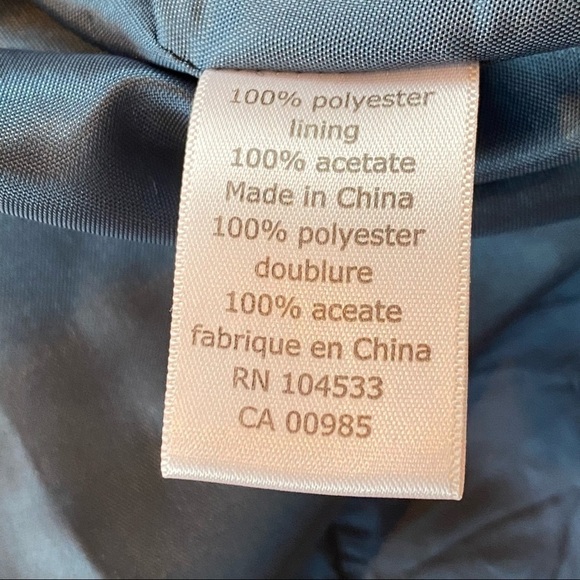 100% polyester
lining
100% acetate
Made in China
100% polyester
doublure
100% aceate
fabrique en China
RN 104533
CA 00985